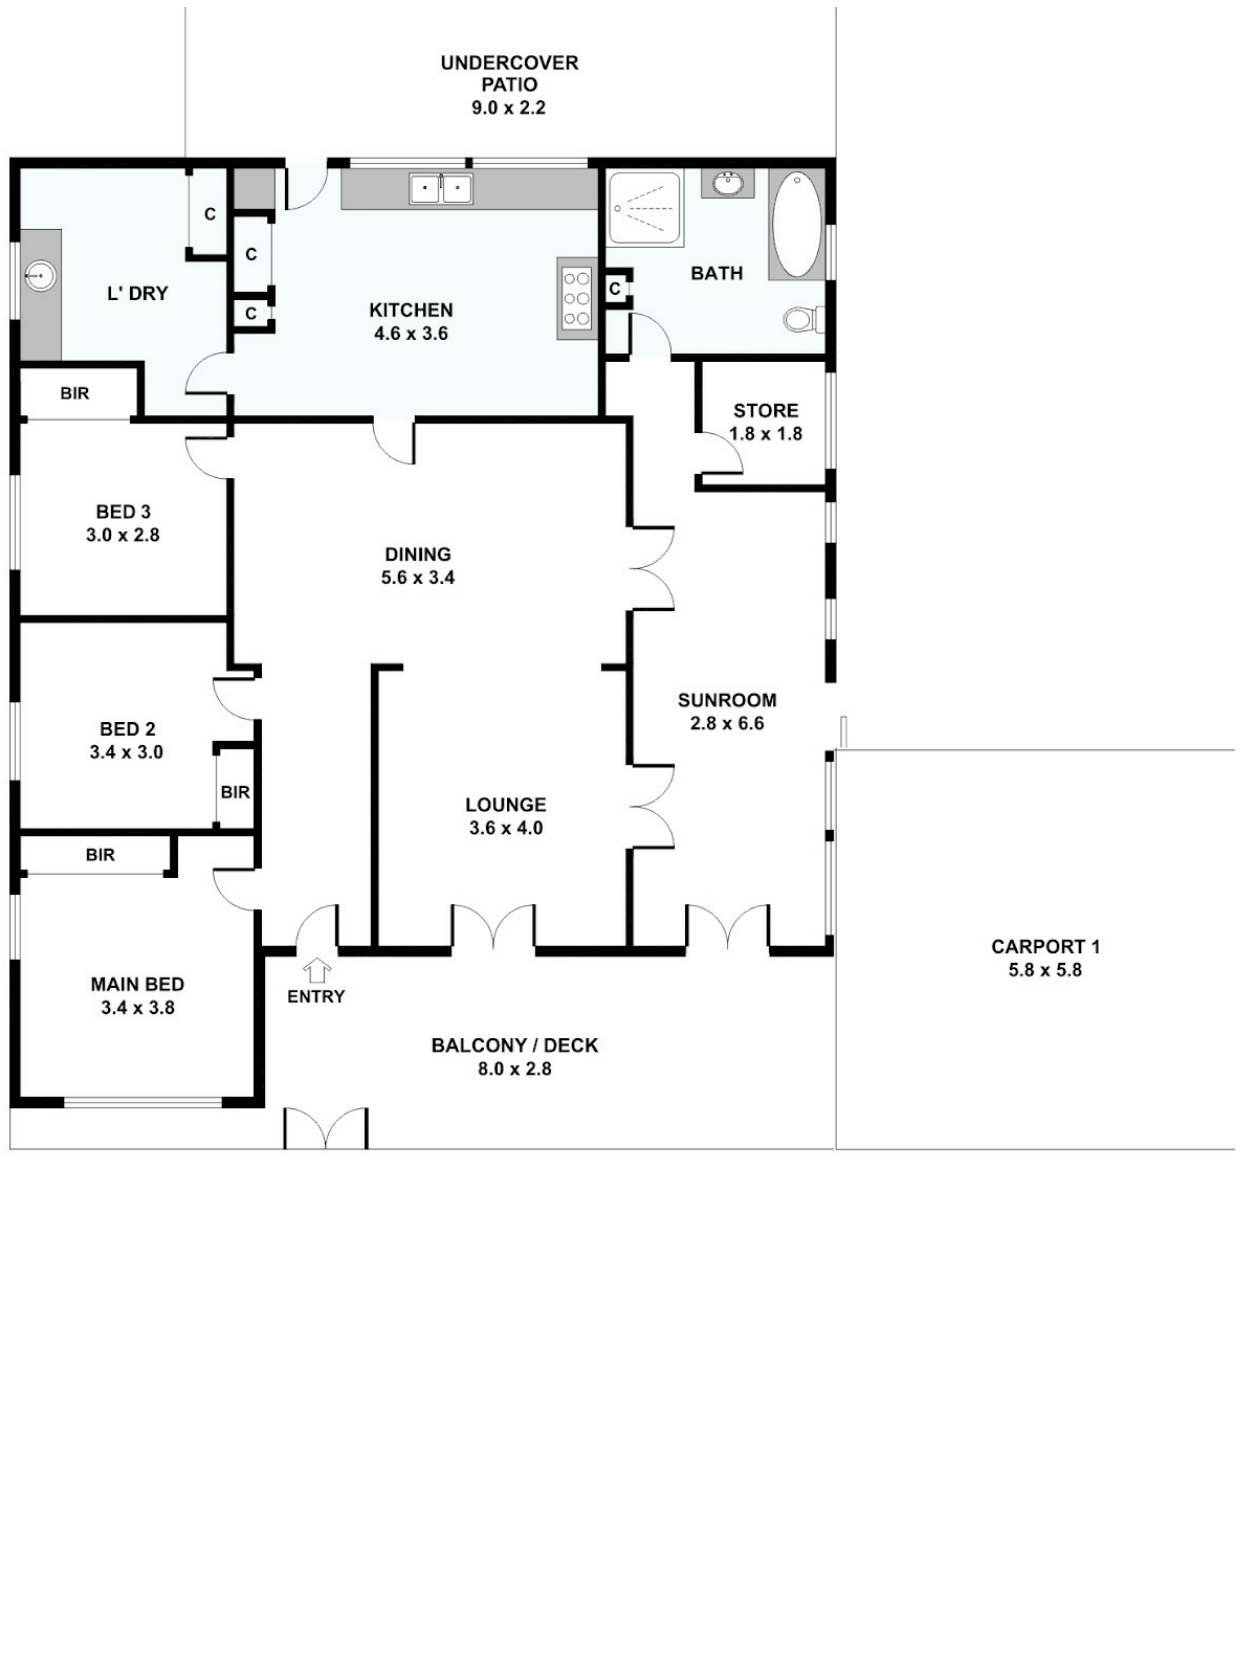 UNDERCOVER
PATIO
9.0 x 2.2
C
C
C
L' DRY
KITCHEN
4.6 x 3.6
BATH
C
BIR
STORE
1.8 x 1.8
BED 3
3.0 x 2.8
DINING
5.6 x 3.4
SUNROOM
2.8 x 6.6
BED 2
3.4 x 3.0
BIR
LOUNGE
3.6 x 4.0
BIR
MAIN BED
3.4 x 3.8
ENTRY
CARPORT 1
5.8 x 5.8
BALCONY / DECK
8.0 x 2.8